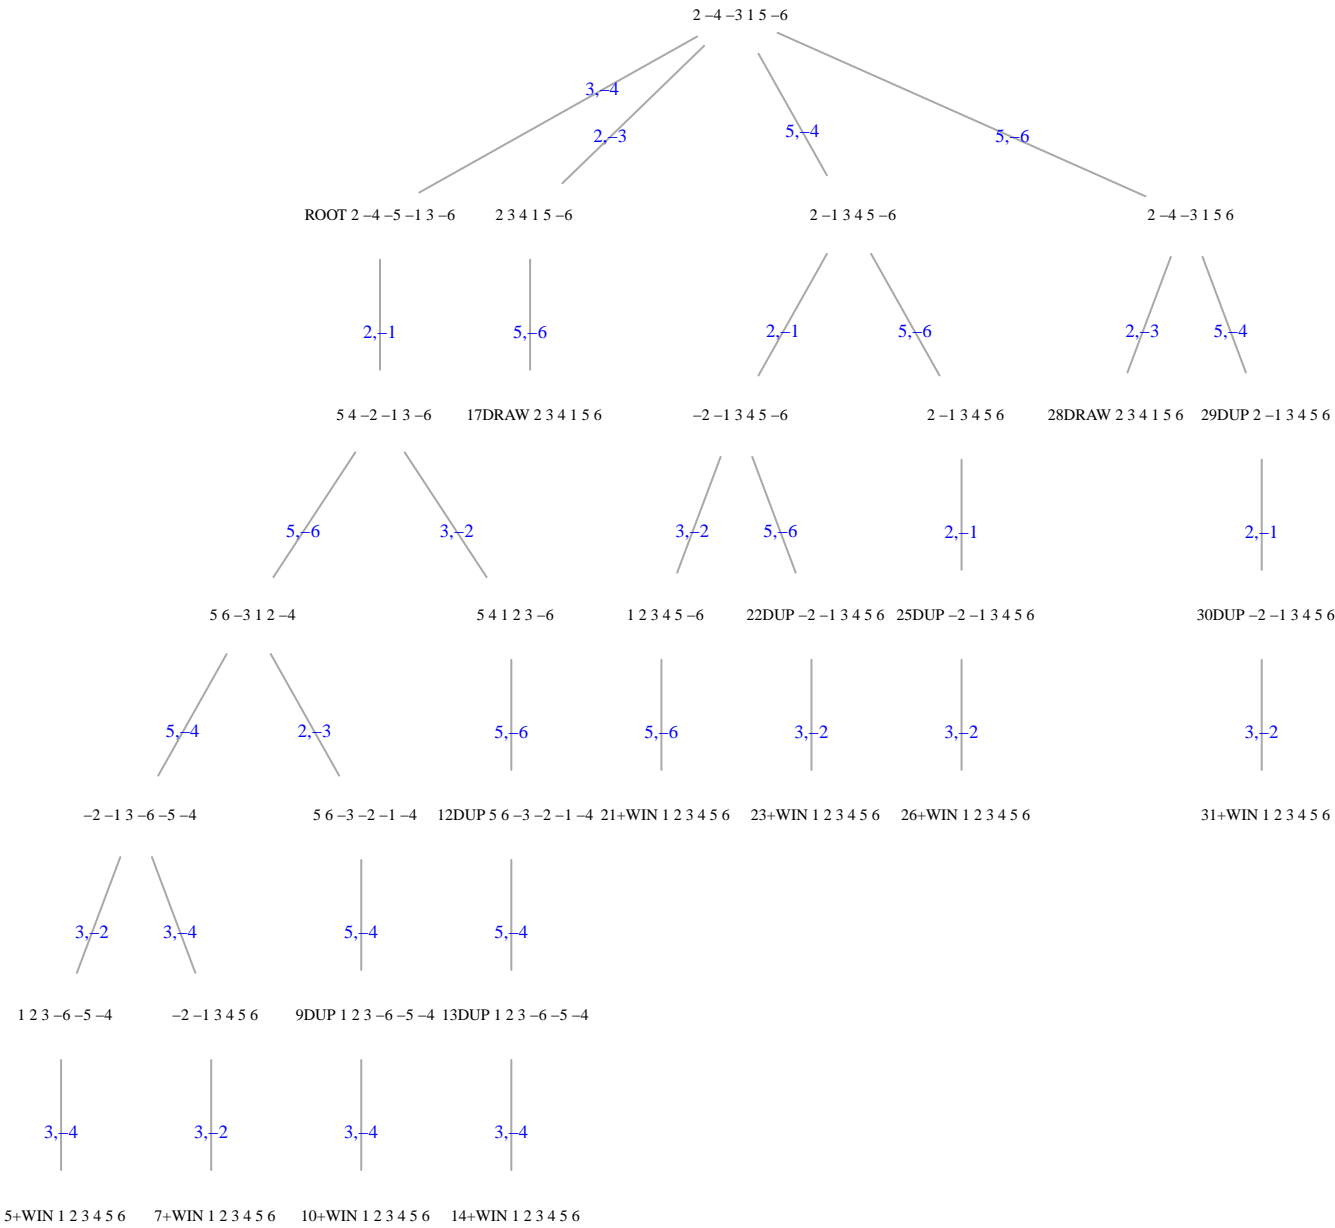 2 –4 –3 1 5 –6
3,–4
2,–3
5,–4
5,–6
ROOT 2 –4 –5 –1 3 –6
2 3 4 1 5 –6
2 –1 3 4 5 –6
2 –4 –3 1 5 6
2,–1
5,–6
2,–1
5,–6
2,–3
5,–4
5 4 –2 –1 3 –6
17DRAW 2 3 4 1 5 6
–2 –1 3 4 5 –6
2 –1 3 4 5 6
28DRAW 2 3 4 1 5 6
29DUP 2 –1 3 4 5 6
5,–6
3,–2
3,–2
5,–6
2,–1
2,–1
5 6 –3 1 2 –4
5 4 1 2 3 –6
1 2 3 4 5 –6
22DUP –2 –1 3 4 5 6
25DUP –2 –1 3 4 5 6
30DUP –2 –1 3 4 5 6
5,–4
2,–3
5,–6
5,–6
3,–2
3,–2
3,–2
–2 –1 3 –6 –5 –4
5 6 –3 –2 –1 –4
12DUP 5 6 –3 –2 –1 –4
21+WIN 1 2 3 4 5 6
23+WIN 1 2 3 4 5 6
26+WIN 1 2 3 4 5 6
31+WIN 1 2 3 4 5 6
3,–2
3,–4
5,–4
5,–4
1 2 3 –6 –5 –4
–2 –1 3 4 5 6
9DUP 1 2 3 –6 –5 –4
13DUP 1 2 3 –6 –5 –4
3,–4
3,–2
3,–4
3,–4
5+WIN 1 2 3 4 5 6
7+WIN 1 2 3 4 5 6
10+WIN 1 2 3 4 5 6
14+WIN 1 2 3 4 5 6